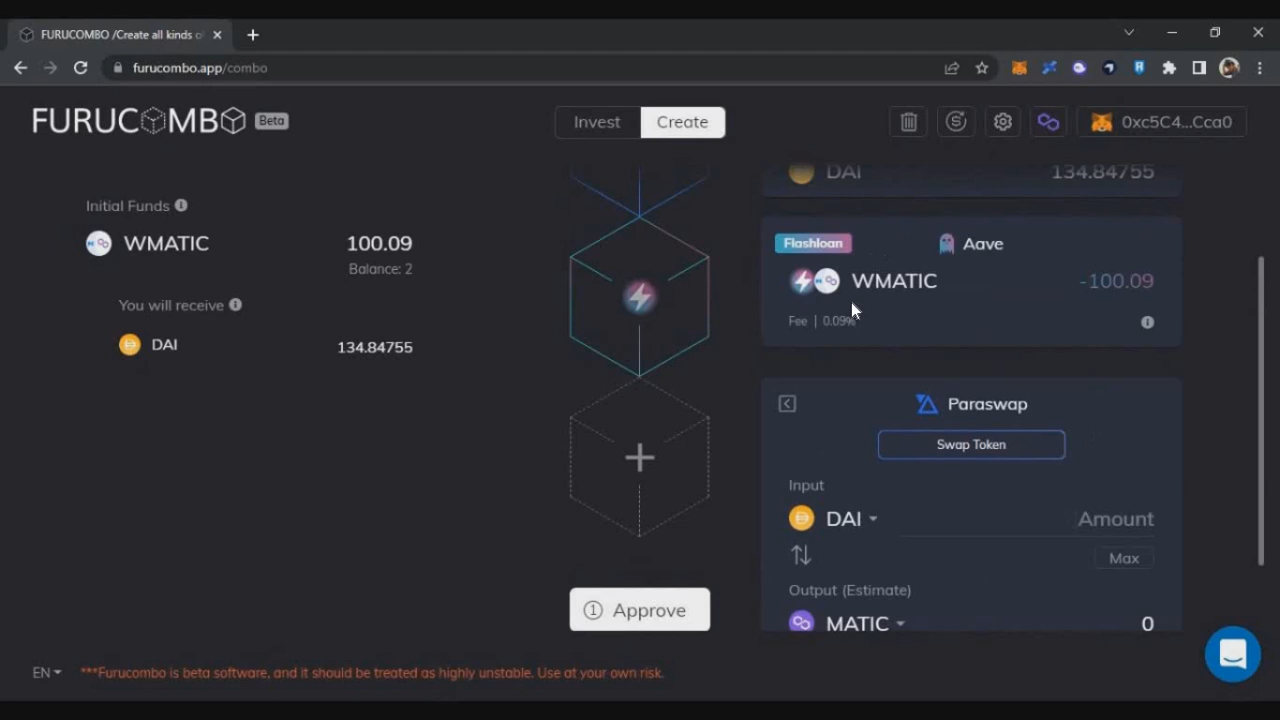 FURUCOMBO /Create all kinds o
furucombo.app/combo
FURUCOMBO Beta
Invest
Create
0xc5C4...Cca0
Initial Funds
WMATIC 100.09
Balance: 2
You will receive
DAI 134.84755
DAI 134.84755
Flashloan
Aave
WMATIC -100.09
Fee | 0.09%
Paraswap
Swap Token
Input
DAI Amount
Max
Output (Estimate)
MATIC 0
1 Approve
EN
***Furucombo is beta software, and it should be treated as highly unstable. Use at your own risk.